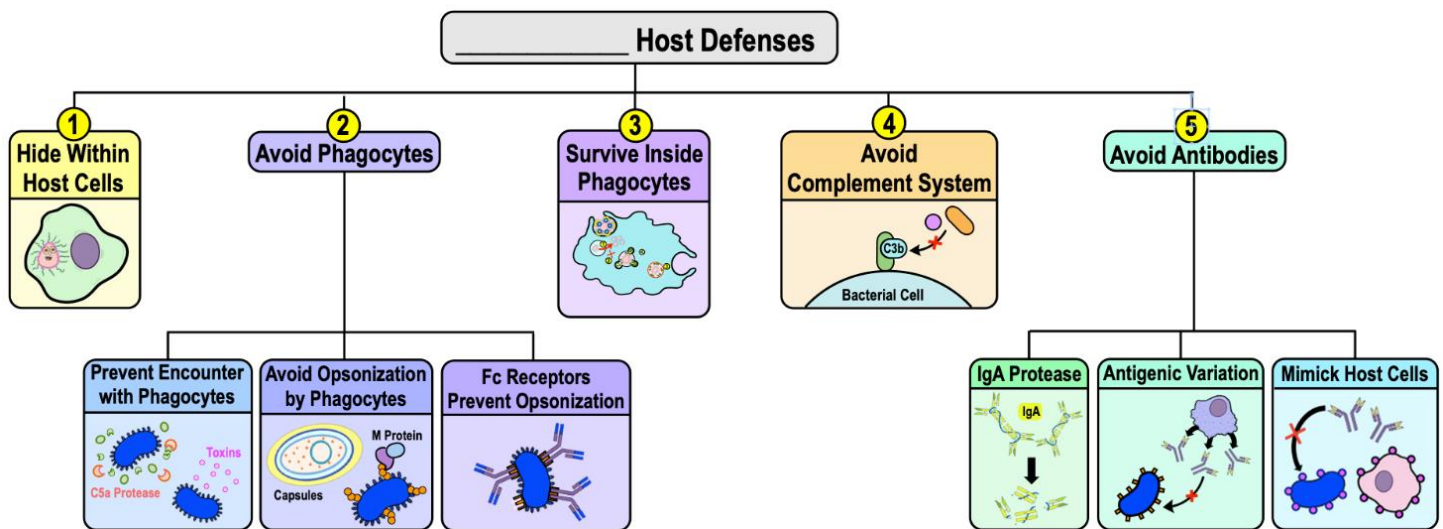 ______________ Host Defenses
1
Hide Within
Host Cells
2
Avoid Phagocytes
3
Survive Inside
Phagocytes
4
Avoid
Complement System
C3b
Bacterial Cell
5
Avoid Antibodies
Prevent Encounter
with Phagocytes
Toxins
C5a Protease
Avoid Opsonization
by Phagocytes
M Protein
Capsules
Fc Receptors
Prevent Opsonization
IgA Protease
IgA
Antigenic Variation
Mimick Host Cells